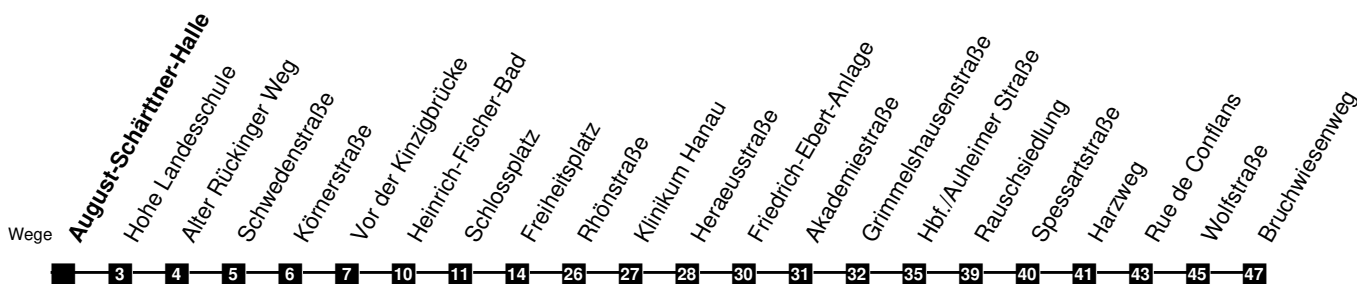 Wege
August-Schärttner-Halle
Hohe Landesschule
Alter Rückinger Weg
Schwedenstraße
Körnerstraße
Vor der Kinzigbrücke
Heinrich-Fischer-Bad
Schlossplatz
Freiheitsplatz
Rhönstraße
Klinikum Hanau
Heraeusstraße
Friedrich-Ebert-Anlage
Akademiestraße
Grimmelshausenstraße
Hbf./Auheimer Straße
Rauschsiedlung
Spessartstraße
Harzweg
Rue de Conflans
Wolfstraße
Bruchwiesenweg
3 4 5 6 7 10 11 14 26 27 28 30 31 32 35 39 40 41 43 45 47